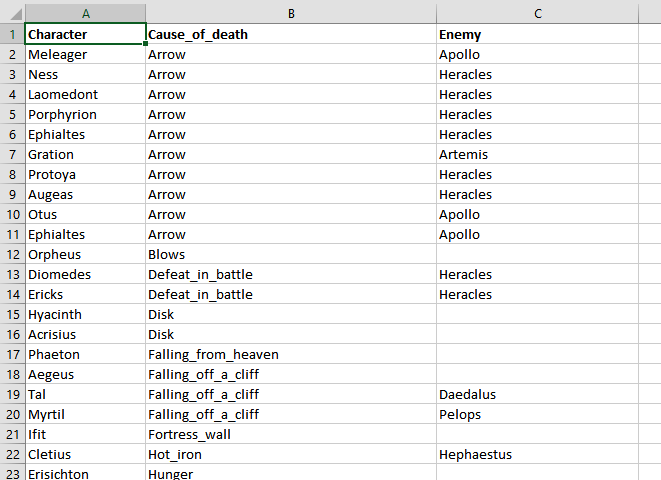 A B C
1 Character Cause_of_death Enemy
2 Meleager Arrow Apollo
3 Ness Arrow Heracles
4 Laomedont Arrow Heracles
5 Porphyrion Arrow Heracles
6 Ephialtes Arrow Heracles
7 Gration Arrow Artemis
8 Protoya Arrow Heracles
9 Augeas Arrow Heracles
10 Otus Arrow Apollo
11 Ephialtes Arrow Apollo
12 Orpheus Blows
13 Diomedes Defeat_in_battle Heracles
14 Ericks Defeat_in_battle Heracles
15 Hyacinth Disk
16 Acrisius Disk
17 Phaeton Falling_from_heaven
18 Aegeus Falling_off_a_cliff
19 Tal Falling_off_a_cliff Daedalus
20 Myrtil Falling_off_a_cliff Pelops
21 Ifit Fortress_wall
22 Cletius Hot_iron Hephaestus
23 Erisichton Hunger